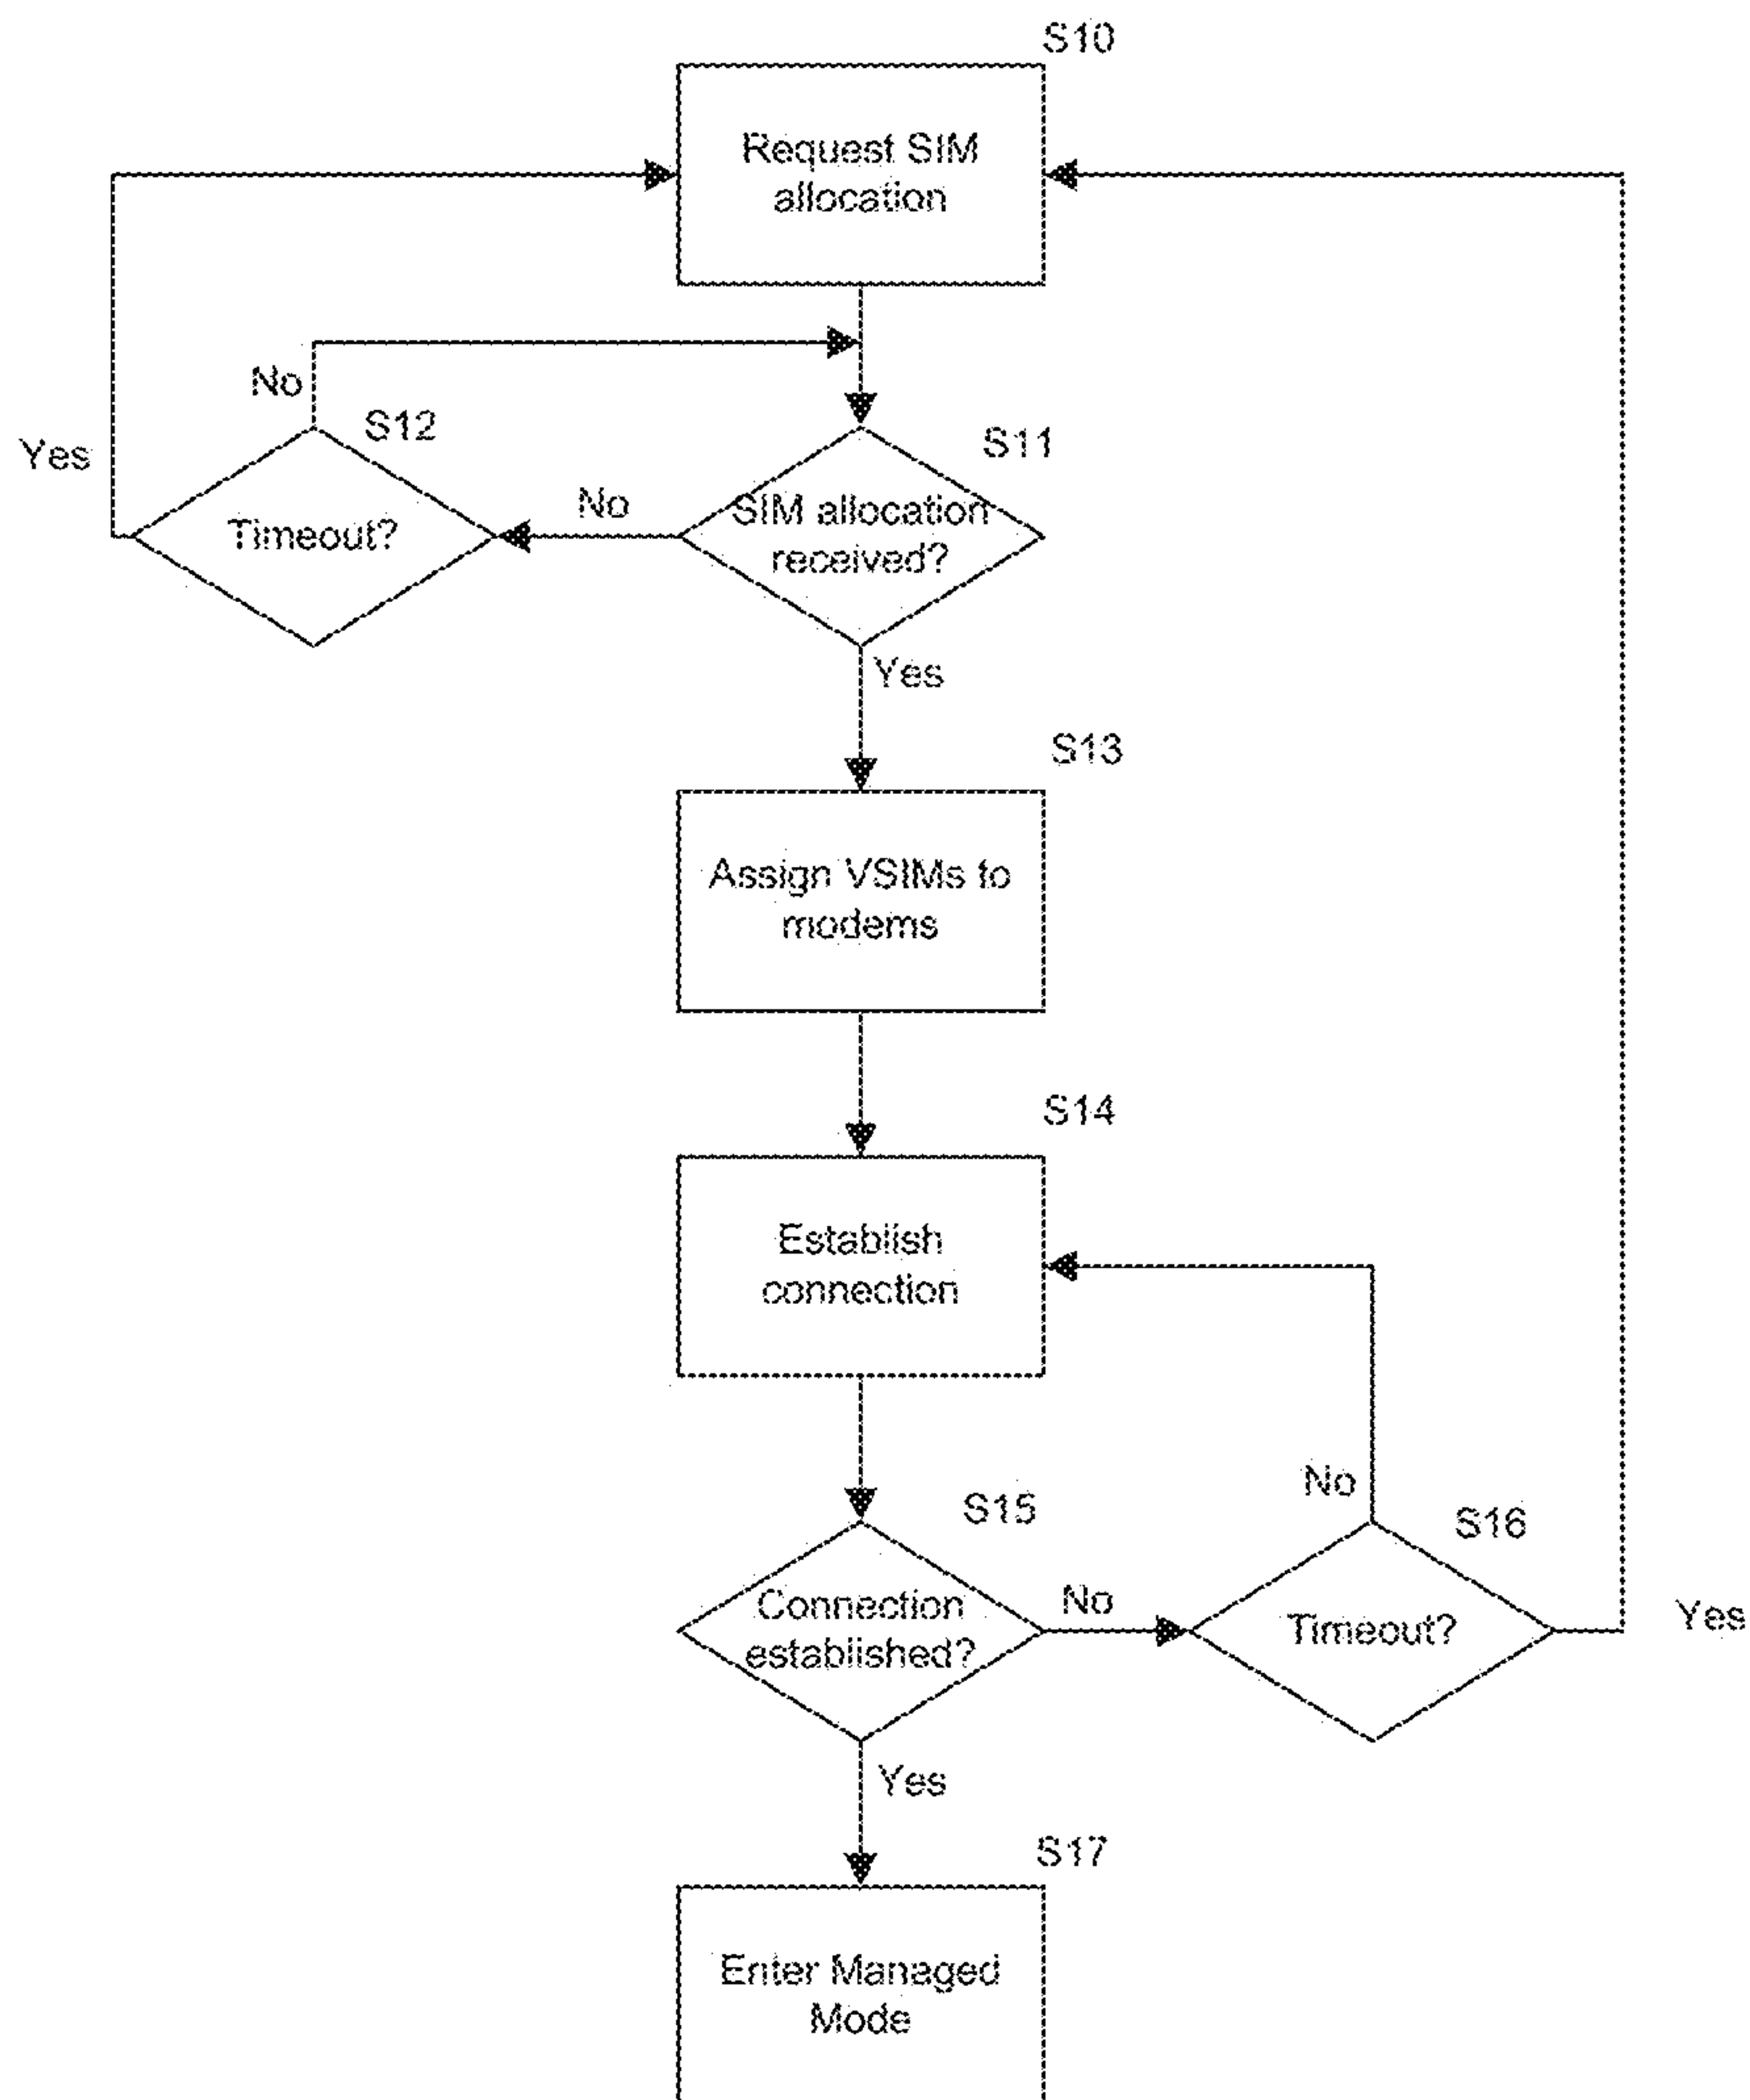 S10
Request SIM
allocation
No
S12
Yes
S11
No
SIM allocation
received?
Timeout?
Yes
S13
Assign VSIMs to
modems
S14
Establish
connection
No
S15
S16
No
Connection
established?
Timeout?
Yes
Yes
S17
Enter Managed
Mode